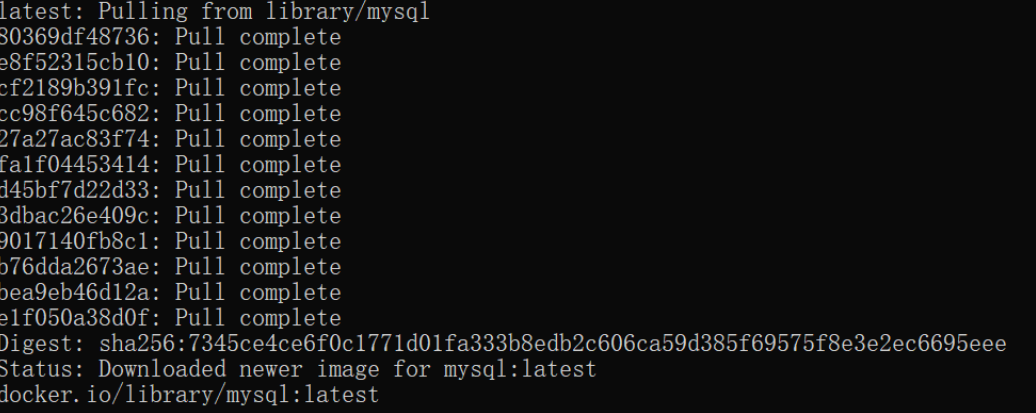 latest: Pulling from library/mysql
80369df48736: Pull complete
e8f52315cb10: Pull complete
cf2189b391fc: Pull complete
cc98f645c682: Pull complete
27a27ac83f74: Pull complete
fa1f04453414: Pull complete
d45bf7d22d33: Pull complete
3dbac26e409c: Pull complete
9017140fb8c1: Pull complete
b76dda2673ae: Pull complete
bea9eb46d12a: Pull complete
e1f050a38d0f: Pull complete
Digest: sha256:7345ce4ce6f0c1771d01fa333b8edb2c606ca59d385f69575f8e3e2ec6695eee
Status: Downloaded newer image for mysql:latest
docker.io/library/mysql:latest